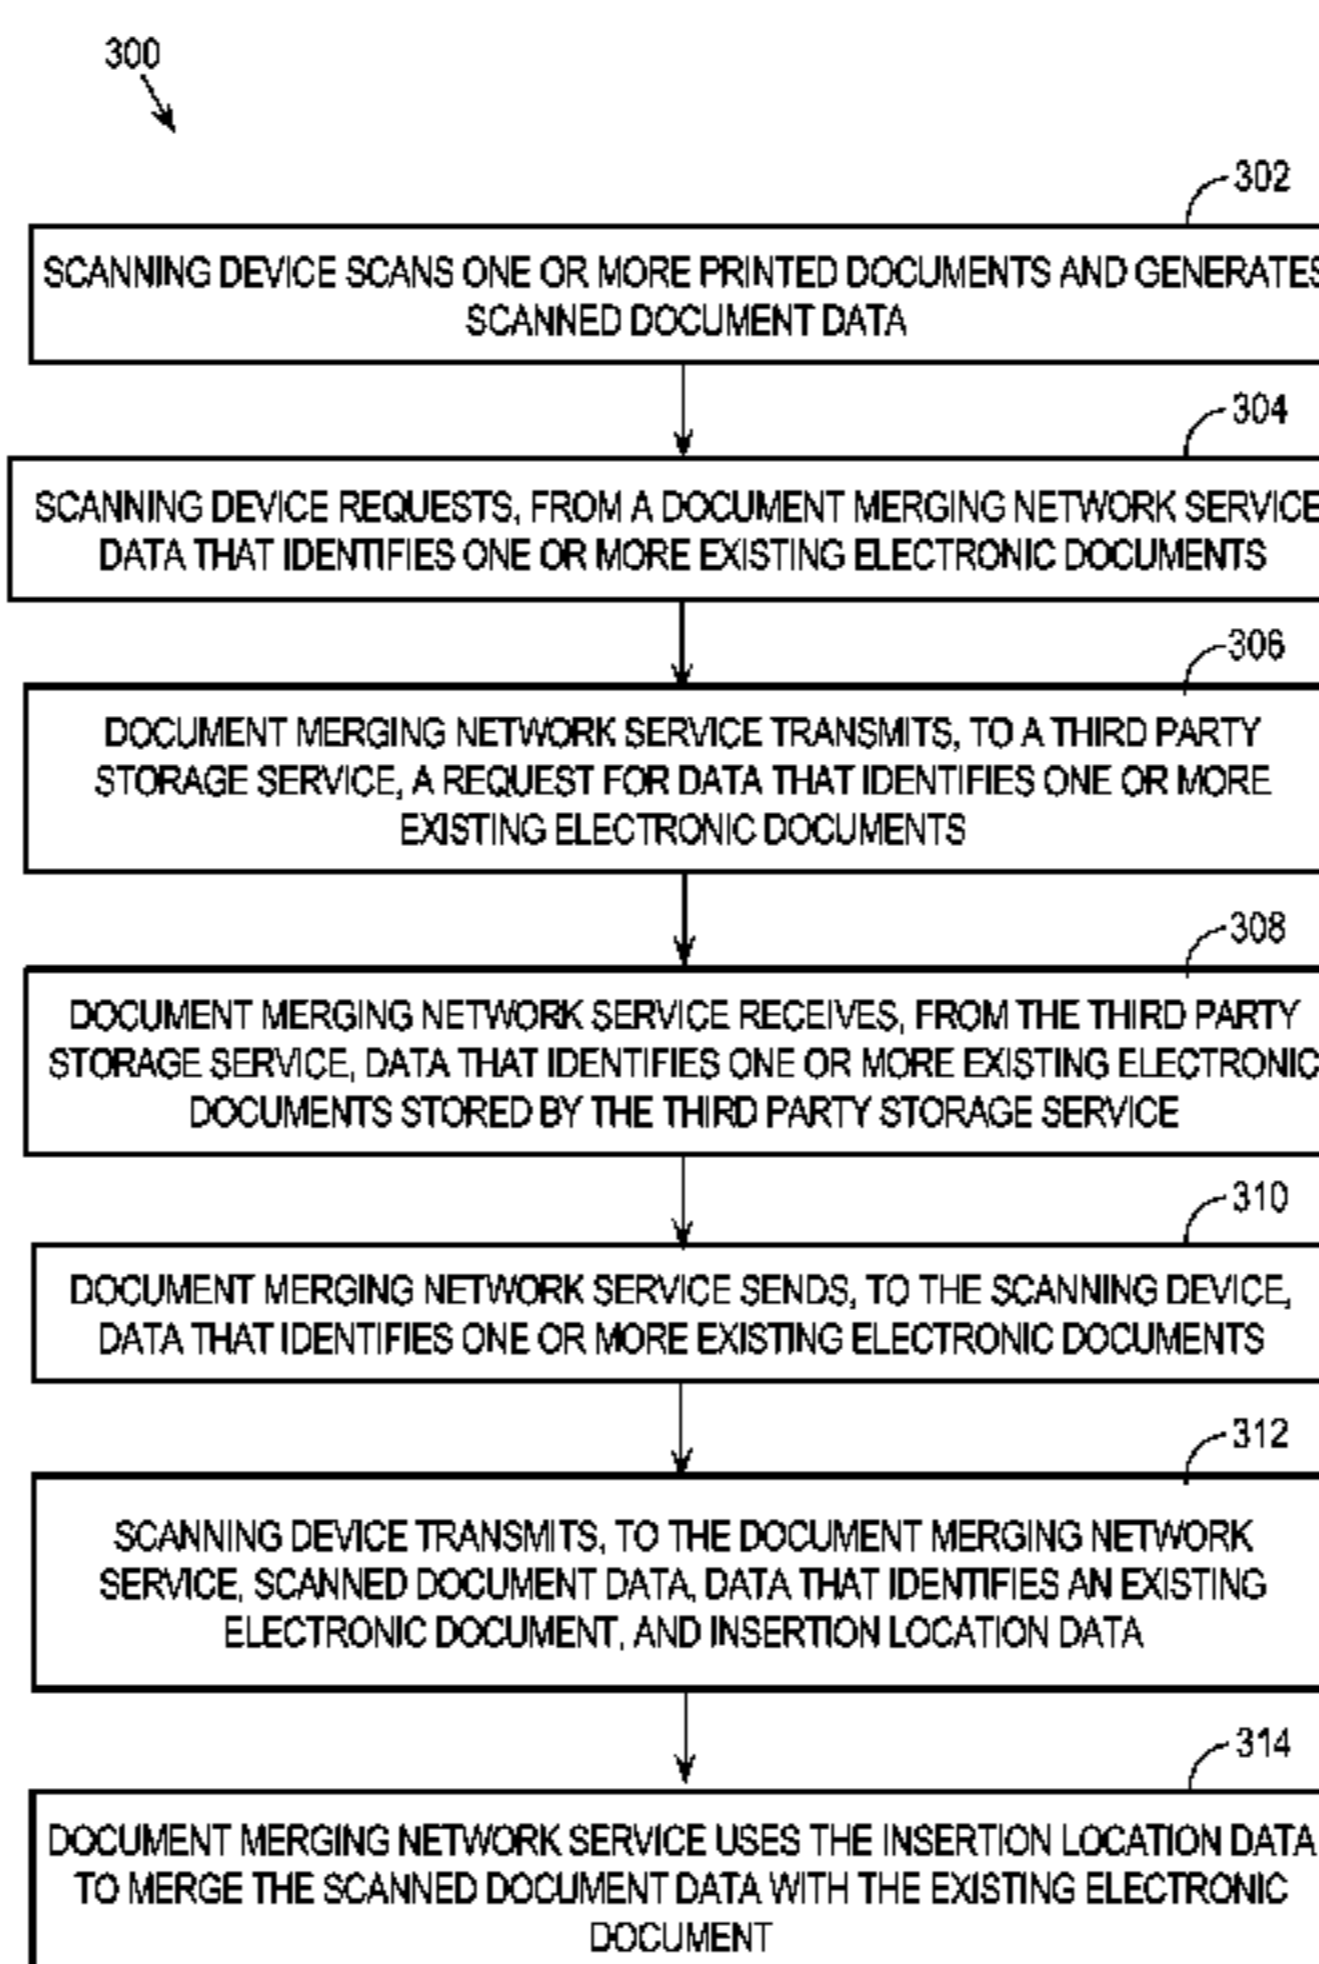 300
302
SCANNING DEVICE SCANS ONE OR MORE PRINTED DOCUMENTS AND GENERATES
SCANNED DOCUMENT DATA
304
SCANNING DEVICE REQUESTS, FROM A DOCUMENT MERGING NETWORK SERVICE
DATA THAT IDENTIFIES ONE OR MORE EXISTING ELECTRONIC DOCUMENTS
306
DOCUMENT MERGING NETWORK SERVICE TRANSMITS, TO A THIRD PARTY
STORAGE SERVICE, A REQUEST FOR DATA THAT IDENTIFIES ONE OR MORE
EXISTING ELECTRONIC DOCUMENTS
308
DOCUMENT MERGING NETWORK SERVICE RECEIVES, FROM THE THIRD PARTY
STORAGE SERVICE, DATA THAT IDENTIFIES ONE OR MORE EXISTING ELECTRONIC
DOCUMENTS STORED BY THE THIRD PARTY STORAGE SERVICE
310
DOCUMENT MERGING NETWORK SERVICE SENDS, TO THE SCANNING DEVICE,
DATA THAT IDENTIFIES ONE OR MORE EXISTING ELECTRONIC DOCUMENTS
312
SCANNING DEVICE TRANSMITS, TO THE DOCUMENT MERGING NETWORK
SERVICE, SCANNED DOCUMENT DATA, DATA THAT IDENTIFIES AN EXISTING
ELECTRONIC DOCUMENT, AND INSERTION LOCATION DATA
314
DOCUMENT MERGING NETWORK SERVICE USES THE INSERTION LOCATION DATA
TO MERGE THE SCANNED DOCUMENT DATA WITH THE EXISTING ELECTRONIC
DOCUMENT